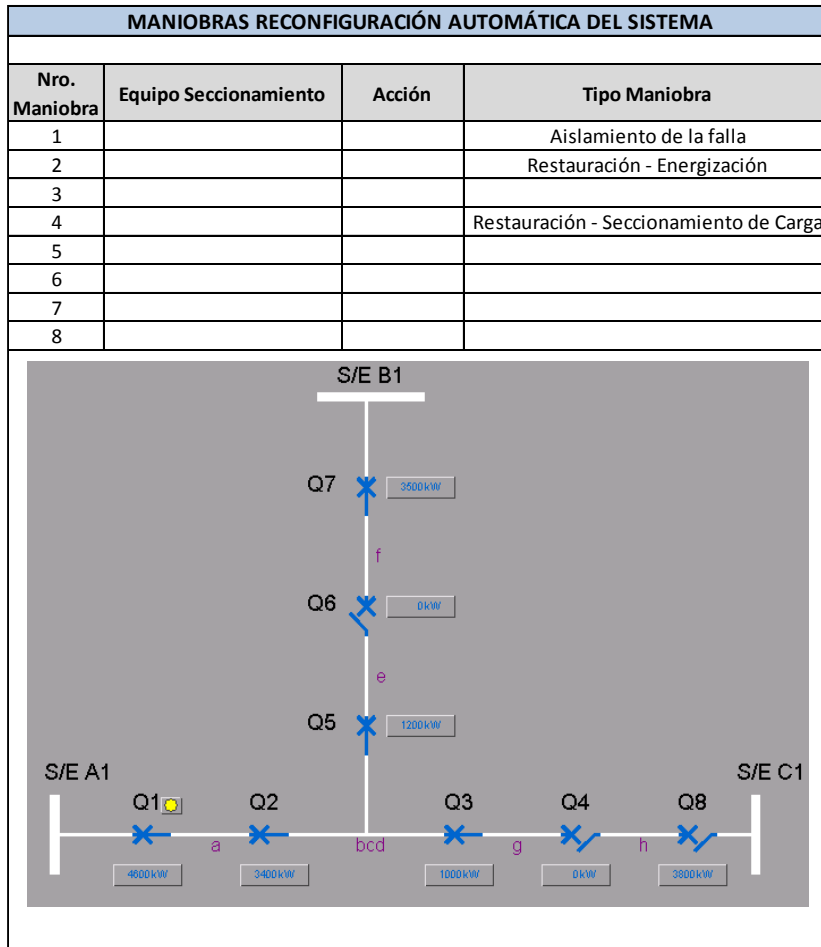 MANIOBRAS RECONFIGURACIÓN AUTOMÁTICA DEL SISTEMA
Nro. Maniobra Equipo Seccionamiento Acción Tipo Maniobra
1 Aislamiento de la falla
2 Restauración - Energización
3
4 Restauración - Seccionamiento de Carga
5
6
7
8
S/E B1
Q7 3500kW
f
Q6 0kW
e
Q5 1200kW
S/E A1 S/E C1
Q1 Q2 Q3 Q4 Q8
a bcd g h
4600kW 3400kW 1000kW 0kW 3800kW